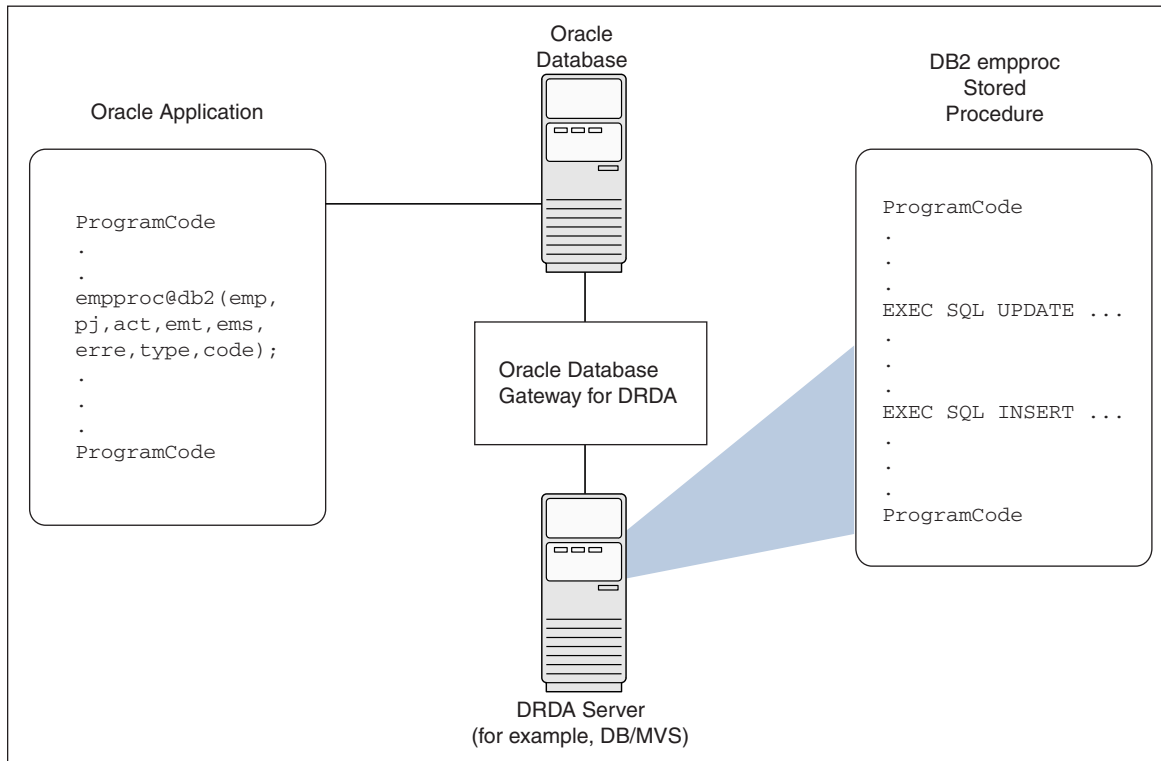 Oracle
Database
DB2 empproc
Stored
Procedure
Oracle Application
ProgramCode
.
.
empproc@db2(emp,
pj,act,emt,ems,
erre,type,code);
.
.
.
ProgramCode
Oracle Database
Gateway for DRDA
ProgramCode
.
.
.
EXEC SQL UPDATE ...
.
.
.
EXEC SQL INSERT ...
.
.
.
ProgramCode
DRDA Server
(for example, DB/MVS)